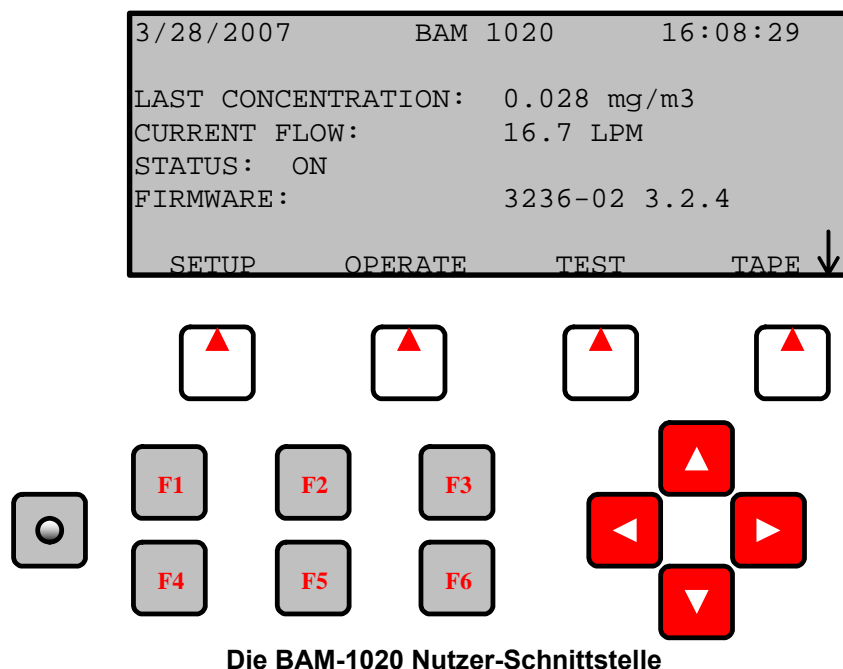 3/28/2007 BAM 1020 16:08:29
LAST CONCENTRATION: 0.028 mg/m3
CURRENT FLOW: 16.7 LPM
STATUS: ON
FIRMWARE: 3236-02 3.2.4
SETUP OPERATE TEST TAPE
F1 F2 F3
F4 F5 F6
Die BAM-1020 Nutzer-Schnittstelle